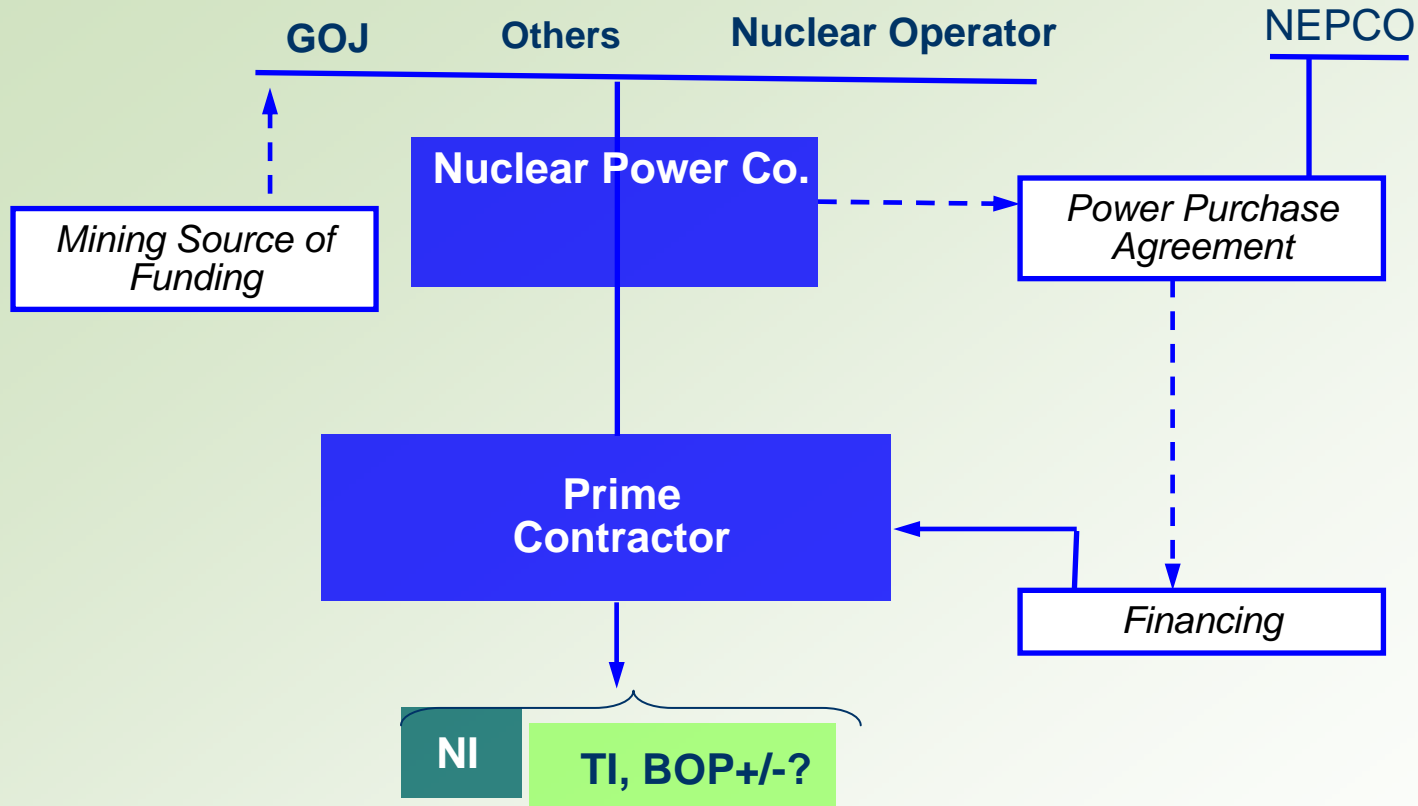 GOJ
Others
Nuclear Operator
NEPCO
Nuclear Power Co.
Mining Source of
Funding
Power Purchase
Agreement
Prime
Contractor
Financing
NI
TI, BOP+/-?